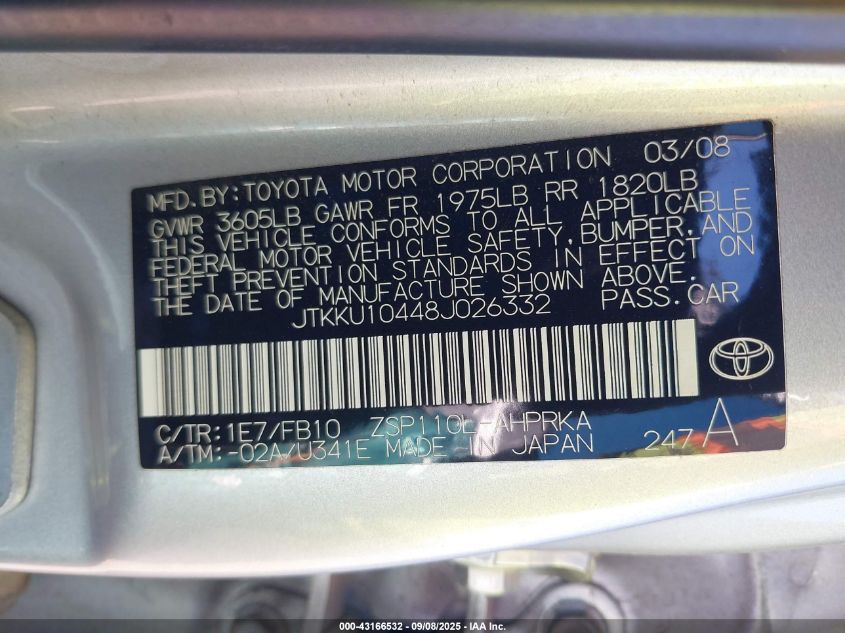 MFD. BY: TOYOTA MOTOR CORPORATION 03/08
GVWR 3605LB GAWR FR 1975LB RR 1820LB
THIS VEHICLE CONFORMS TO ALL APPLICABLE
FEDERAL MOTOR VEHICLE SAFETY, BUMPER, AND
THEFT PREVENTION STANDARDS IN EFFECT ON
THE DATE OF MANUFACTURE SHOWN ABOVE.
JTKKU10448J026332 PASS.CAR
C/TR: 1E7/FB10 ZSP110L-AHPRKA
A/TM: -02A/U341E MADE IN JAPAN 247 A
000-43166532 - 09/08/2025 - IAA Inc.